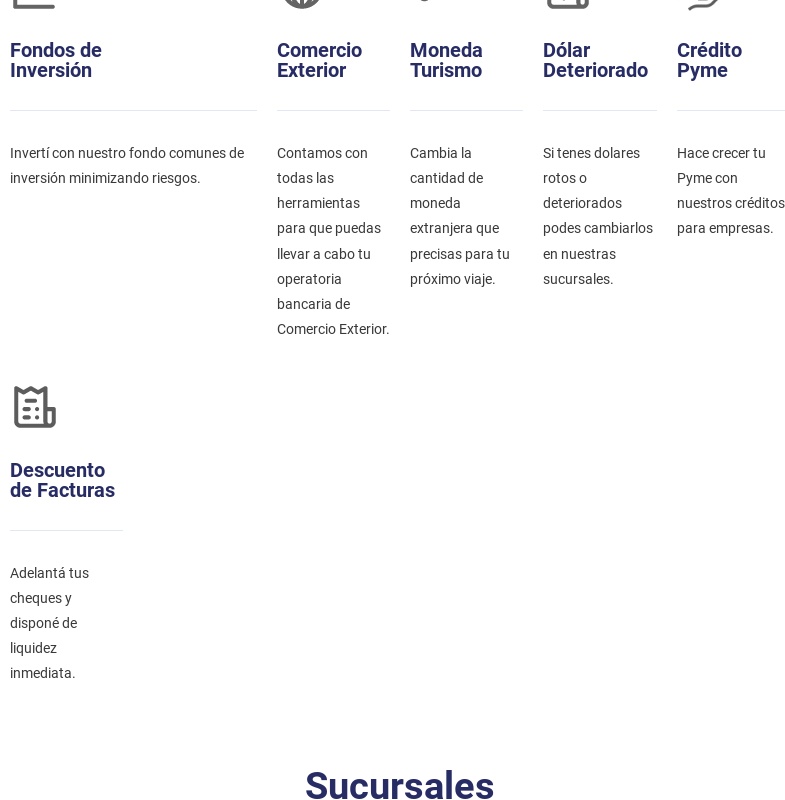 Fondos de
Inversión
Invertí con nuestro fondo comunes de
inversión minimizando riesgos.
Comercio
Exterior
Contamos con
todas las
herramientas
para que puedas
llevar a cabo tu
operatoria
bancaria de
Comercio Exterior.
Moneda
Turismo
Cambia la
cantidad de
moneda
extranjera que
precisas para tu
próximo viaje.
Dólar
Deteriorado
Si tenes dolares
rotos o
deteriorados
podes cambiarlos
en nuestras
sucursales.
Crédito
Pyme
Hace crecer tu
Pyme con
nuestros créditos
para empresas.
Descuento
de Facturas
Adelantá tus
cheques y
disponé de
liquidez
inmediata.
Sucursales